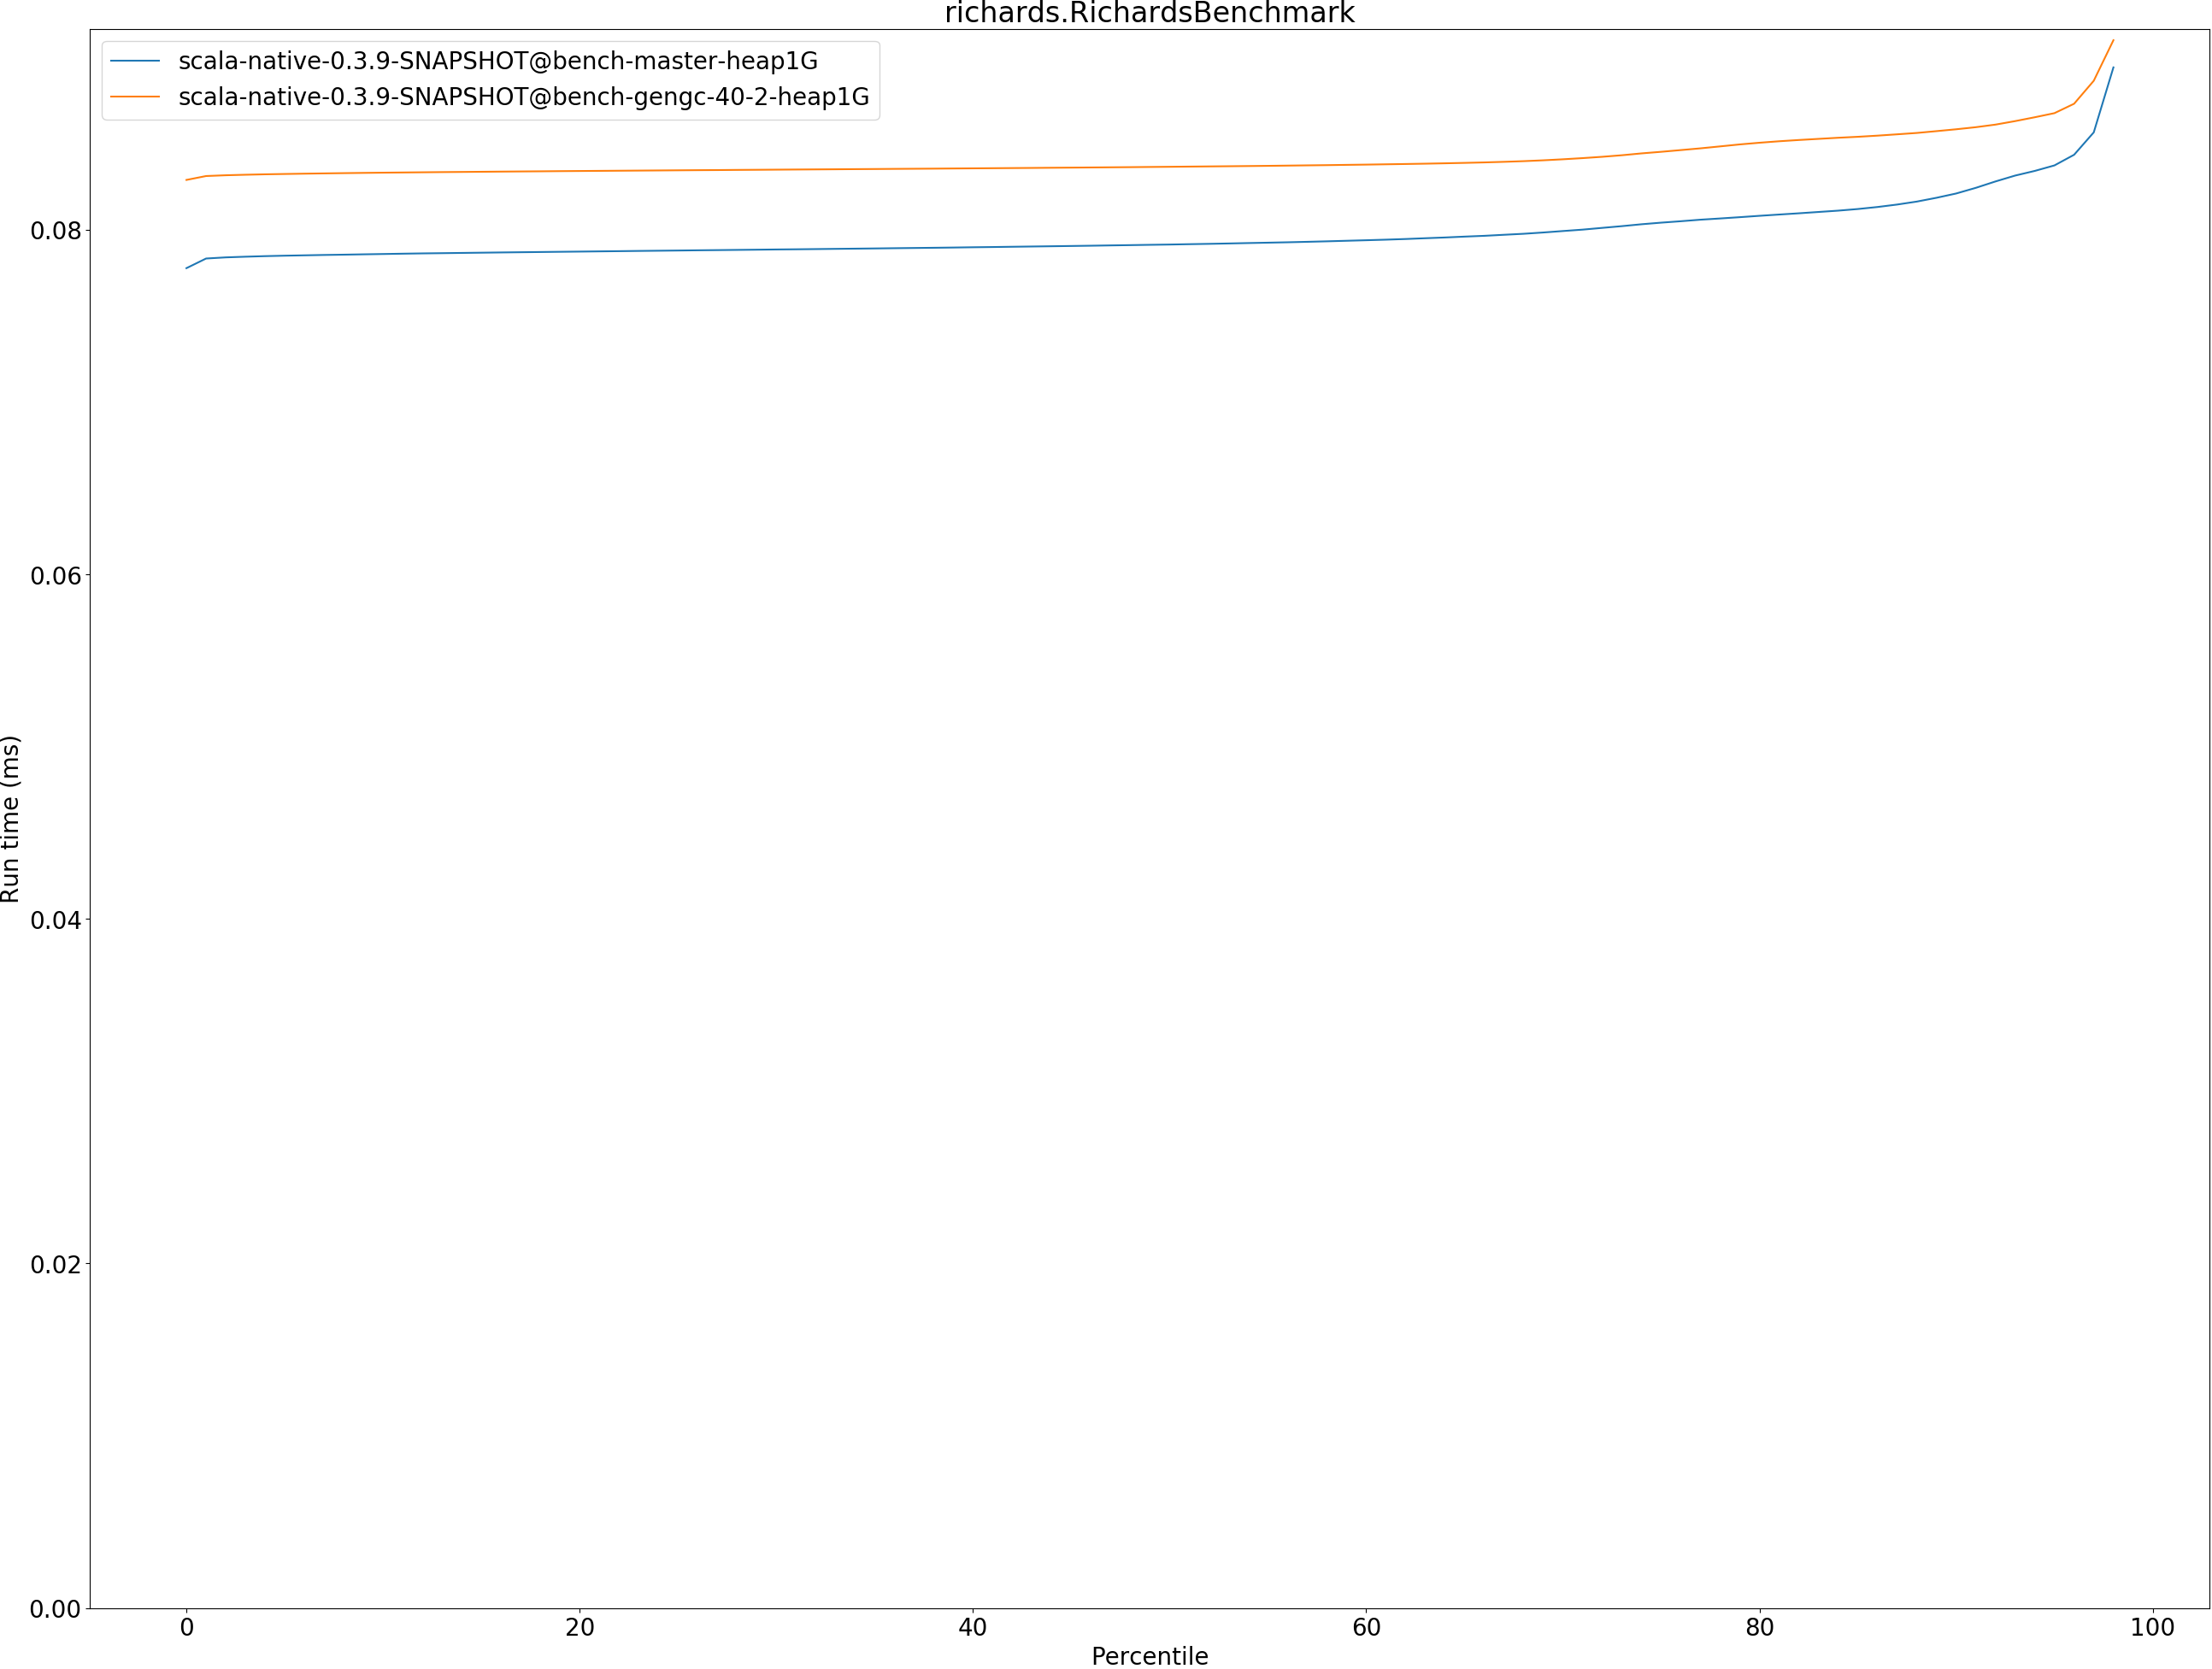 richards.RichardsBenchmark
scala-native-0.3.9-SNAPSHOT@bench-master-heap1G
scala-native-0.3.9-SNAPSHOT@bench-gengc-40-2-heap1G
0.08
0.06
0.04
0.02
0.00
Run time (ms)
0 20 40 60 80 100
Percentile